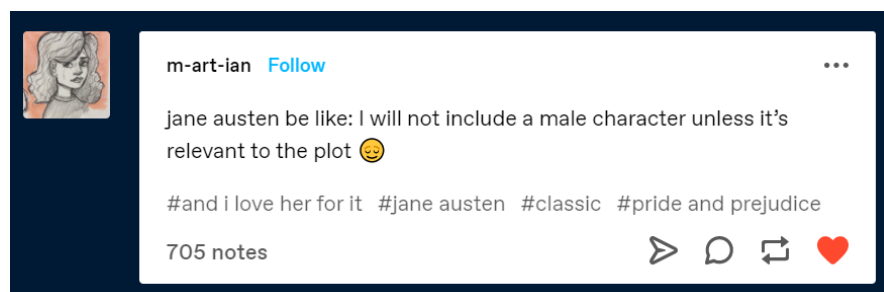 m-art-ian Follow
jane austen be like: I will not include a male character unless it’s
relevant to the plot 😌
#and i love her for it #jane austen #classic #pride and prejudice
705 notes